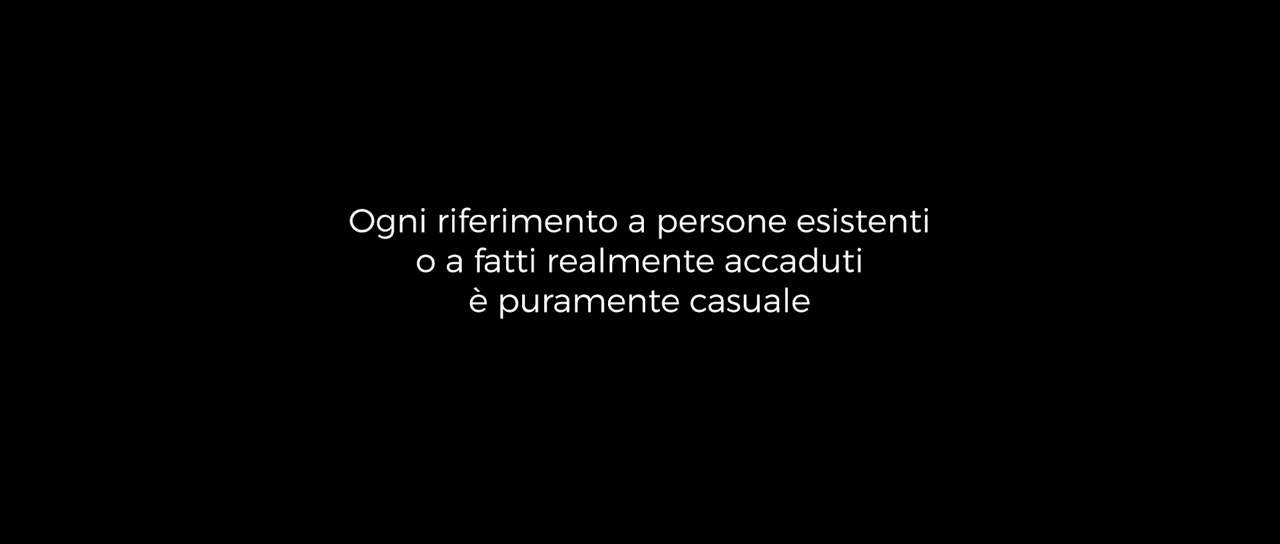 Ogni riferimento a persone esistenti
o a fatti realmente accaduti
è puramente casuale